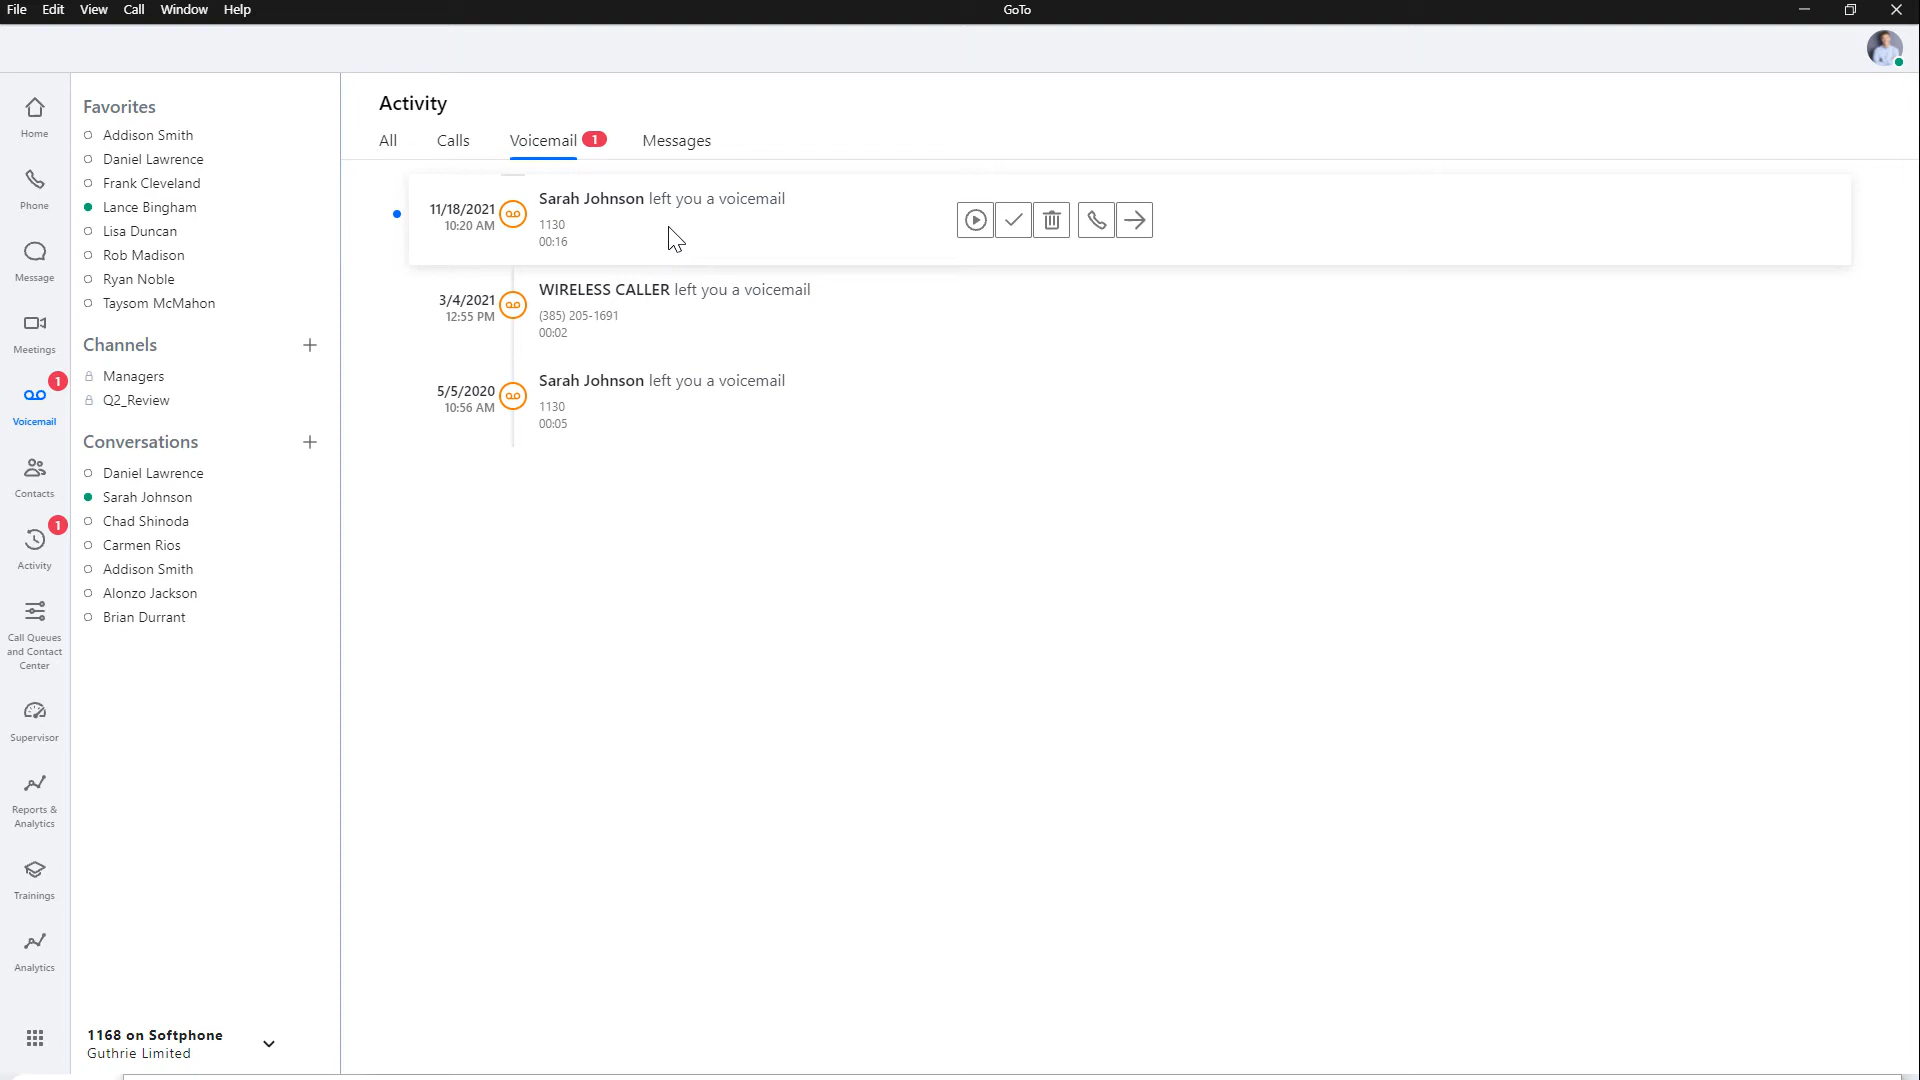 File Edit View Call Window Help
GoTo
Home
Phone
Message
Meetings
1
Voicemail
Contacts
1
Activity
Call Queues
and Contact
Center
Supervisor
Reports &
Analytics
Trainings
Analytics
Favorites
Addison Smith
Daniel Lawrence
Frank Cleveland
Lance Bingham
Lisa Duncan
Rob Madison
Ryan Noble
Taysom McMahon
Channels
Managers
Q2_Review
Conversations
Daniel Lawrence
Sarah Johnson
Chad Shinoda
Carmen Rios
Addison Smith
Alonzo Jackson
Brian Durrant
1168 on Softphone
Guthrie Limited
Activity
All Calls Voicemail 1 Messages
11/18/2021
10:20 AM
Sarah Johnson left you a voicemail
1130
00:16
3/4/2021
12:55 PM
WIRELESS CALLER left you a voicemail
(385) 205-1691
00:02
5/5/2020
10:56 AM
Sarah Johnson left you a voicemail
1130
00:05